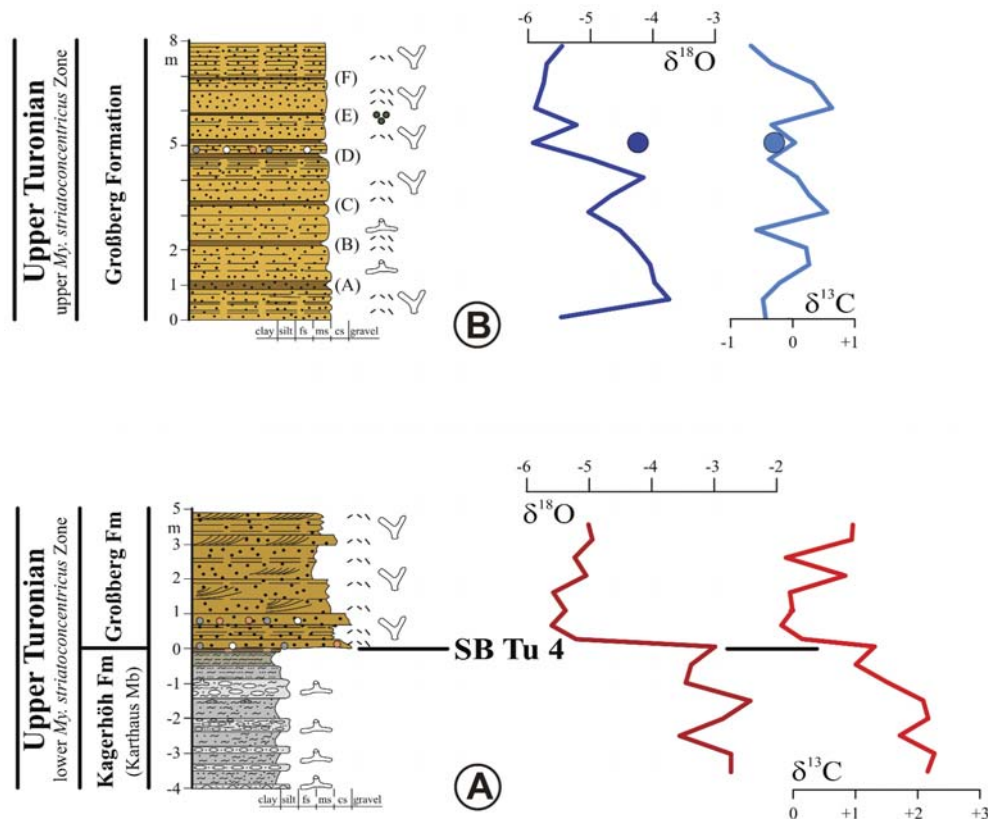 Upper Turonian
upper My. striatoconcentricus Zone
Großberg Formation
8
m
5
2
1
0
(F)
(E)
(D)
(C)
(B)
(A)
clay silt fs ms cs gravel
B
-6 -5 -4 -3
δ18O
δ13C
-1 0 +1
Upper Turonian
lower My. striatoconcentricus Zone
Großberg Fm
Kagerhöh Fm
(Karthaus Mb)
5
m
3
2
1
0
-1
-2
-3
-4
clay silt fs ms cs gravel
SB Tu 4
A
-6 -5 -4 -3 -2
δ18O
δ13C
0 +1 +2 +3